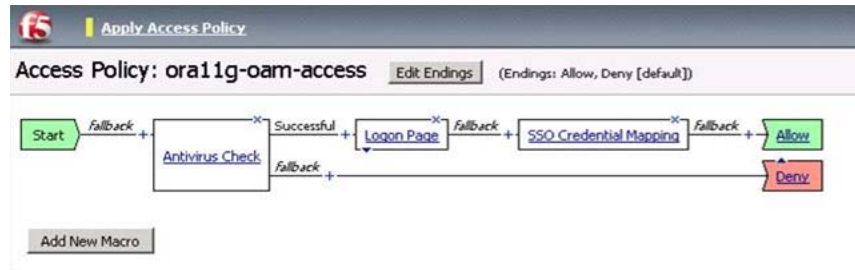 f5 Apply Access Policy
Access Policy: ora11g-oam-access Edit Endings (Endings: Allow, Deny [default])
Start fallback + Antivirus Check Successful + Logon Page fallback + SSO Credential Mapping fallback + Allow
fallback + Deny
Add New Macro